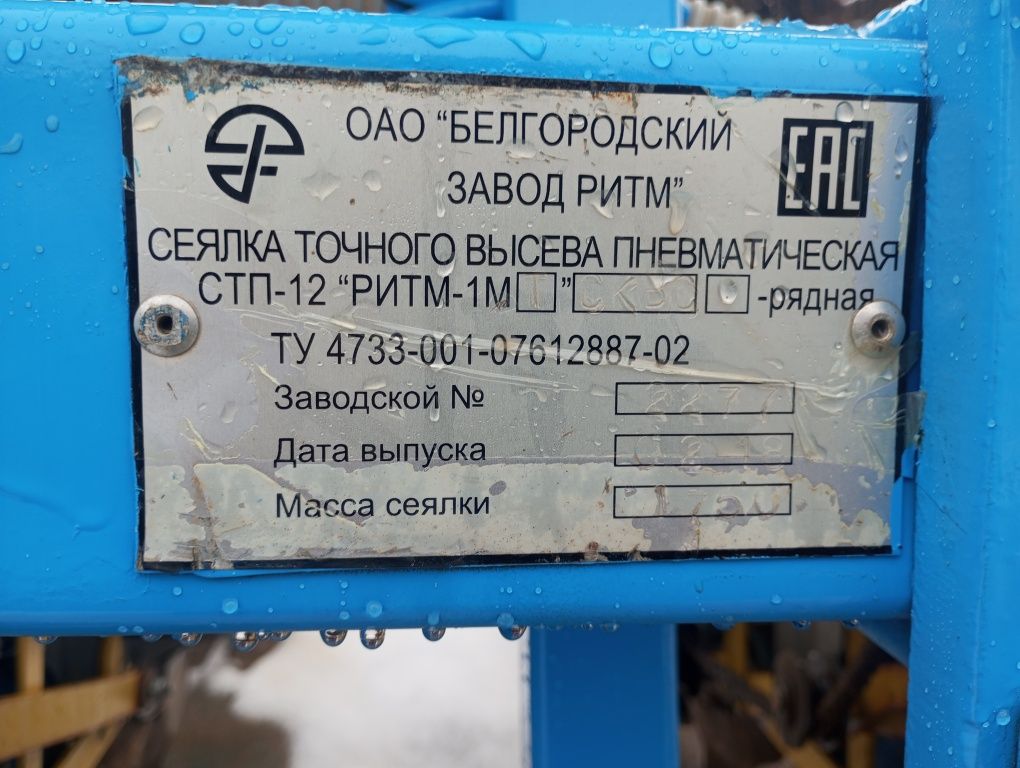 ОАО “БЕЛГОРОДСКИЙ
ЗАВОД РИТМ”
EAC
СЕЯЛКА ТОЧНОГО ВЫСЕВА ПНЕВМАТИЧЕСКАЯ
СТП-12 “РИТМ-1М Т” -рядная
ТУ 4733-001-07612887-02
Заводской № 2277
Дата выпуска
Масса сеялки